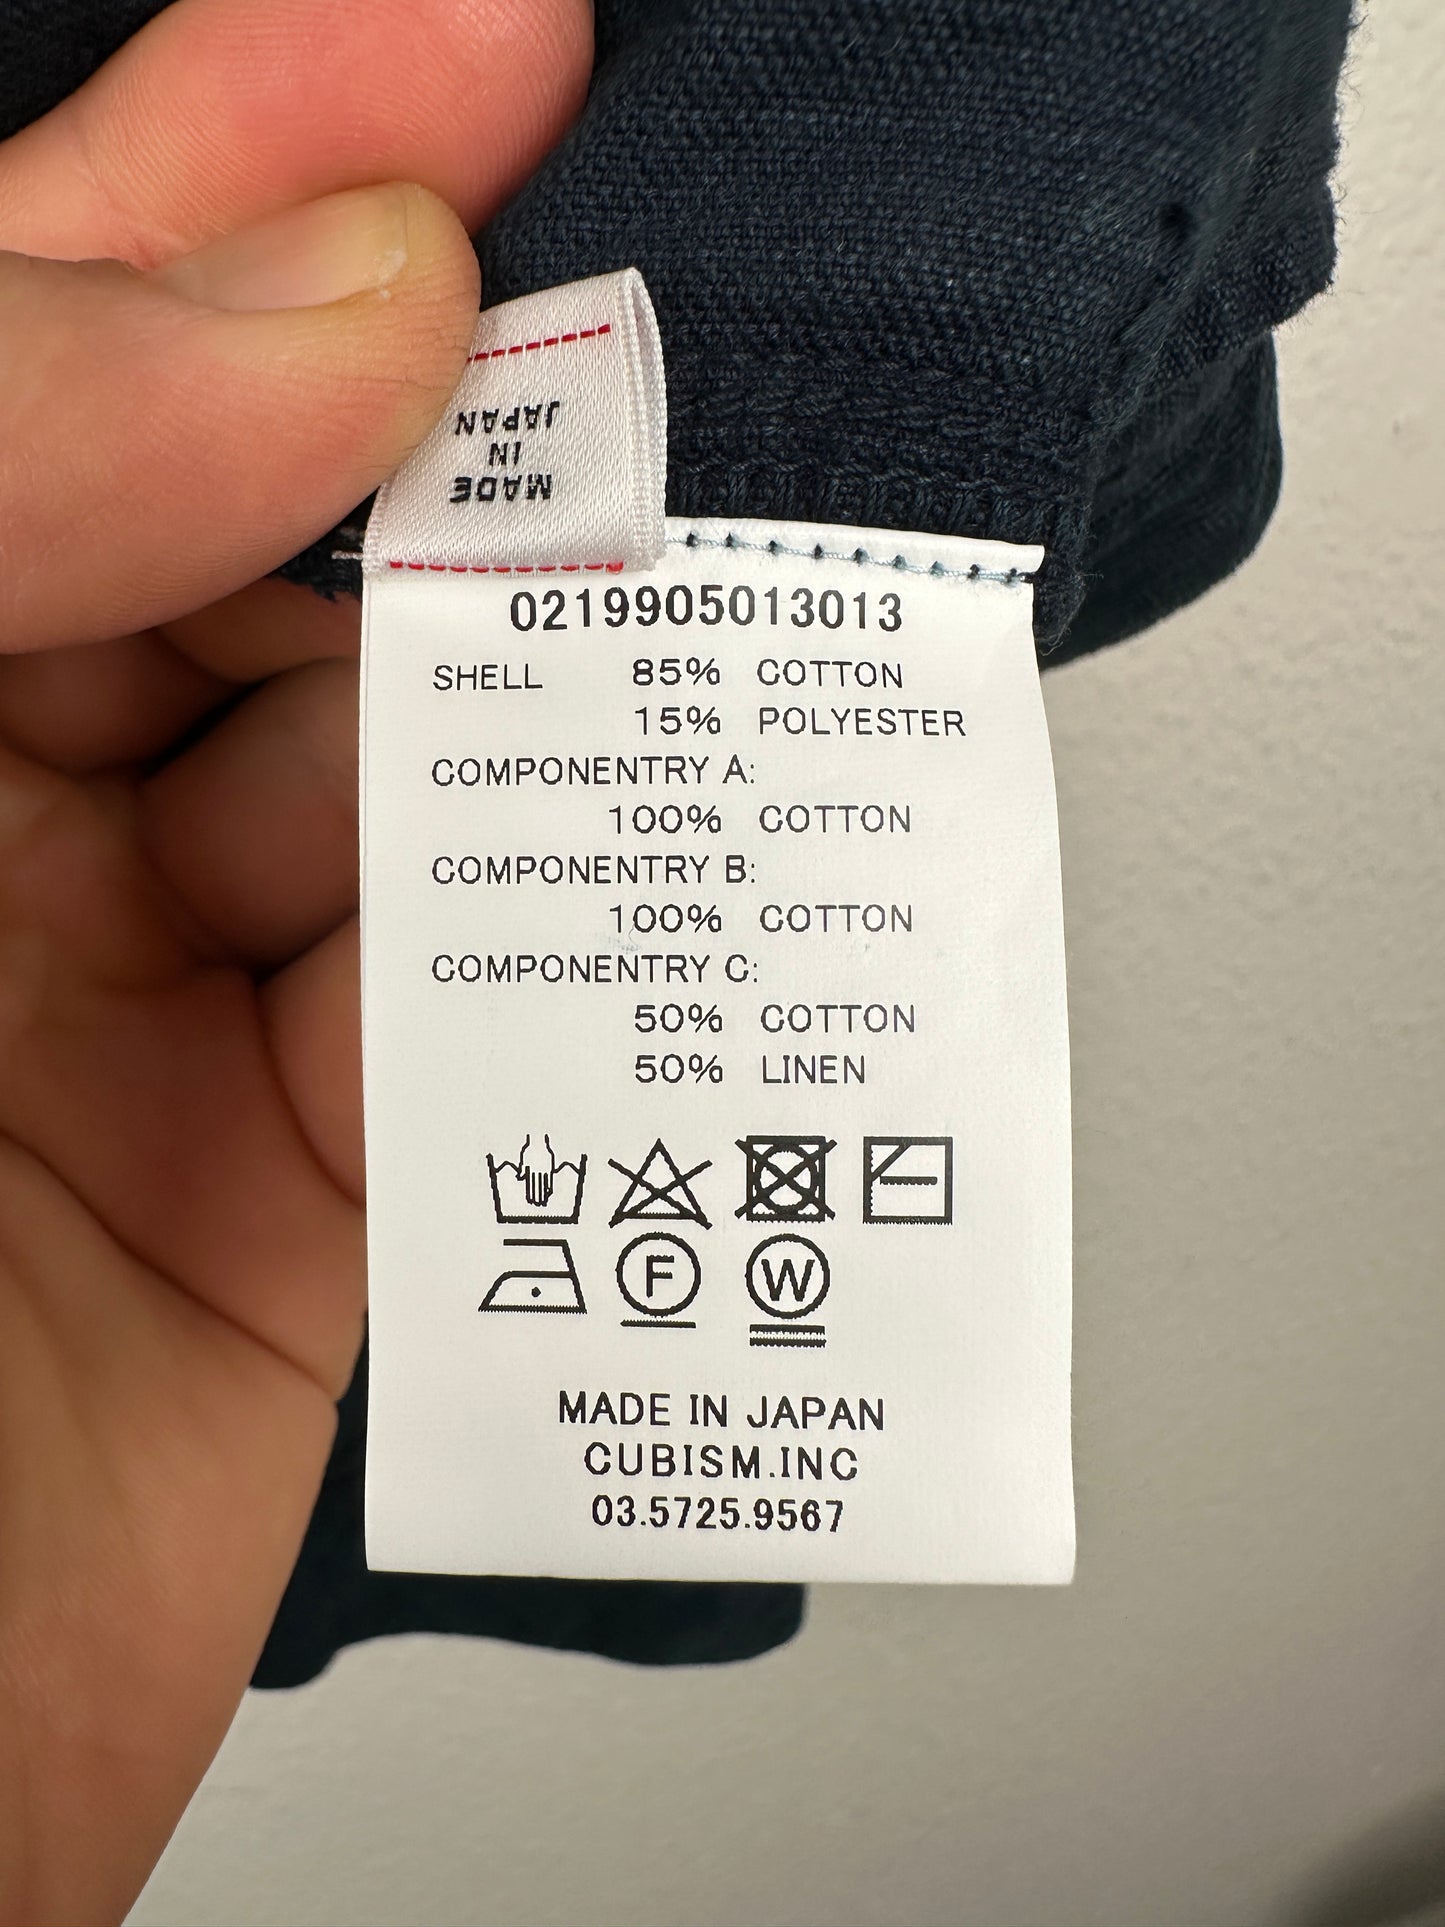 MADE
IN
JAPAN
0219905013013
SHELL 85% COTTON
15% POLYESTER
COMPONENTRY A:
100% COTTON
COMPONENTRY B:
100% COTTON
COMPONENTRY C:
50% COTTON
50% LINEN
F W
MADE IN JAPAN
CUBISM.INC
03.5725.9567